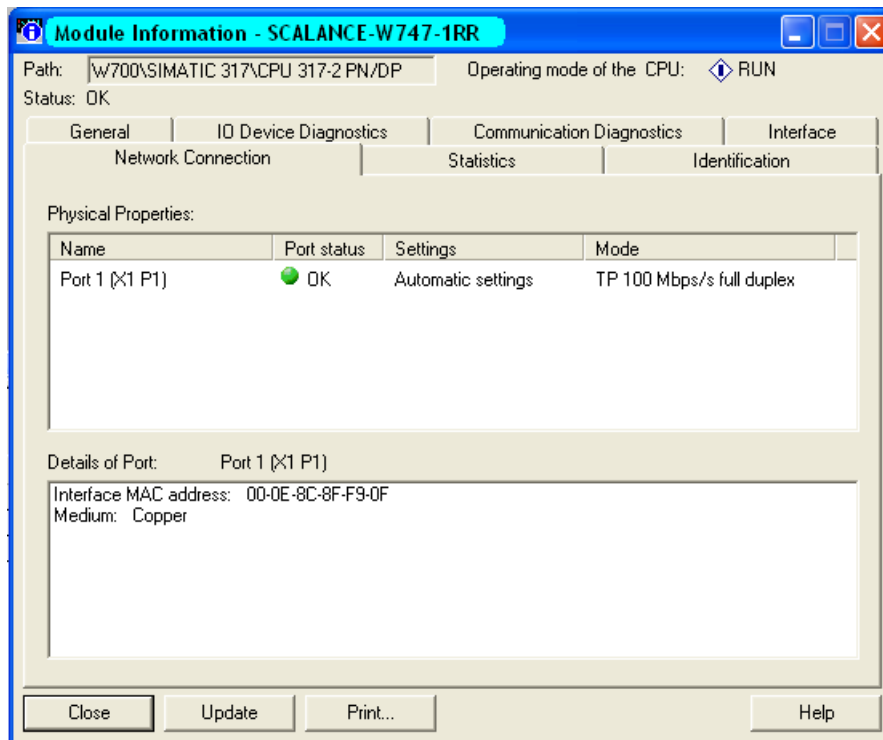 Module Information - SCALANCE-W747-1RR
Path: W700\SIMATIC 317\CPU 317-2 PN/DP Operating mode of the CPU: RUN
Status: OK
General IO Device Diagnostics Communication Diagnostics Interface
Network Connection Statistics Identification
Physical Properties:
Name Port status Settings Mode
Port 1 (X1 P1) OK Automatic settings TP 100 Mbps/s full duplex
Details of Port: Port 1 (X1 P1)
Interface MAC address: 00-0E-8C-8F-F9-0F
Medium: Copper
Close Update Print... Help